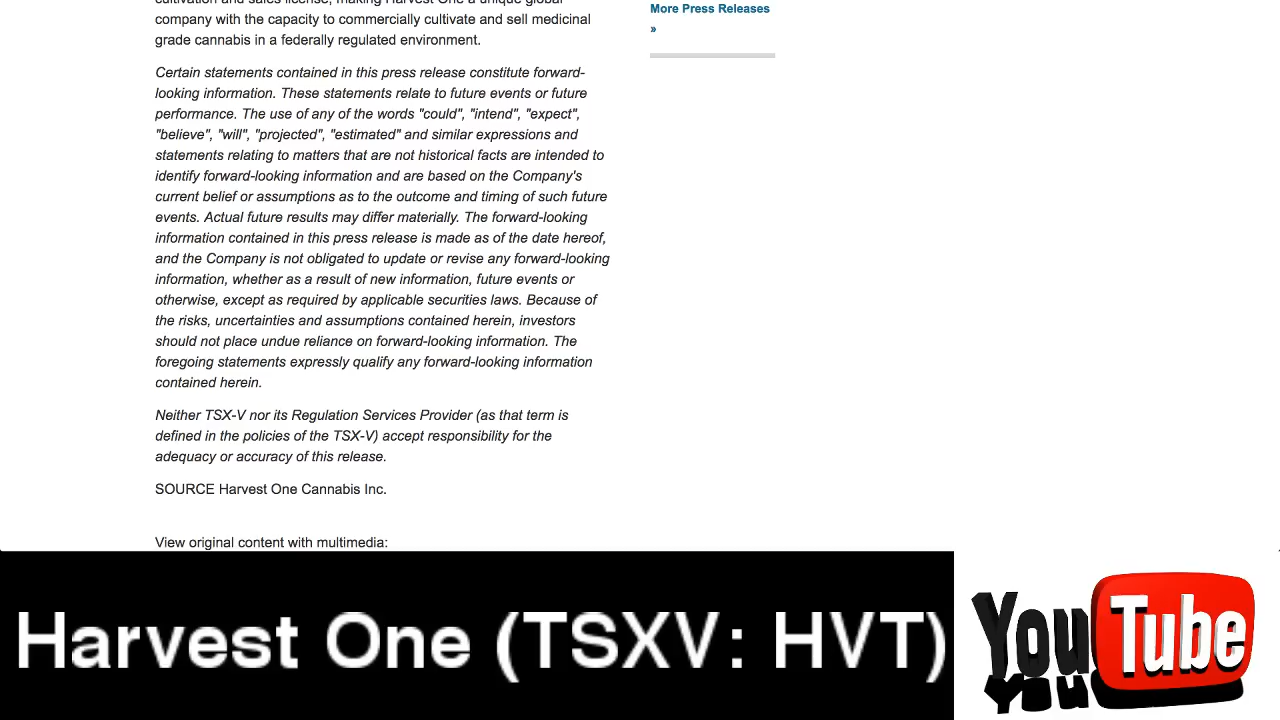 cultivation and sales license, making Harvest One a unique global
company with the capacity to commercially cultivate and sell medicinal
grade cannabis in a federally regulated environment.
Certain statements contained in this press release constitute forward-
looking information. These statements relate to future events or future
performance. The use of any of the words "could", "intend", "expect",
"believe", "will", "projected", "estimated" and similar expressions and
statements relating to matters that are not historical facts are intended to
identify forward-looking information and are based on the Company's
current belief or assumptions as to the outcome and timing of such future
events. Actual future results may differ materially. The forward-looking
information contained in this press release is made as of the date hereof,
and the Company is not obligated to update or revise any forward-looking
information, whether as a result of new information, future events or
otherwise, except as required by applicable securities laws. Because of
the risks, uncertainties and assumptions contained herein, investors
should not place undue reliance on forward-looking information. The
foregoing statements expressly qualify any forward-looking information
contained herein.
Neither TSX-V nor its Regulation Services Provider (as that term is
defined in the policies of the TSX-V) accept responsibility for the
adequacy or accuracy of this release.
SOURCE Harvest One Cannabis Inc.
View original content with multimedia:
More Press Releases
»
Harvest One (TSXV: HVT)
YouTube